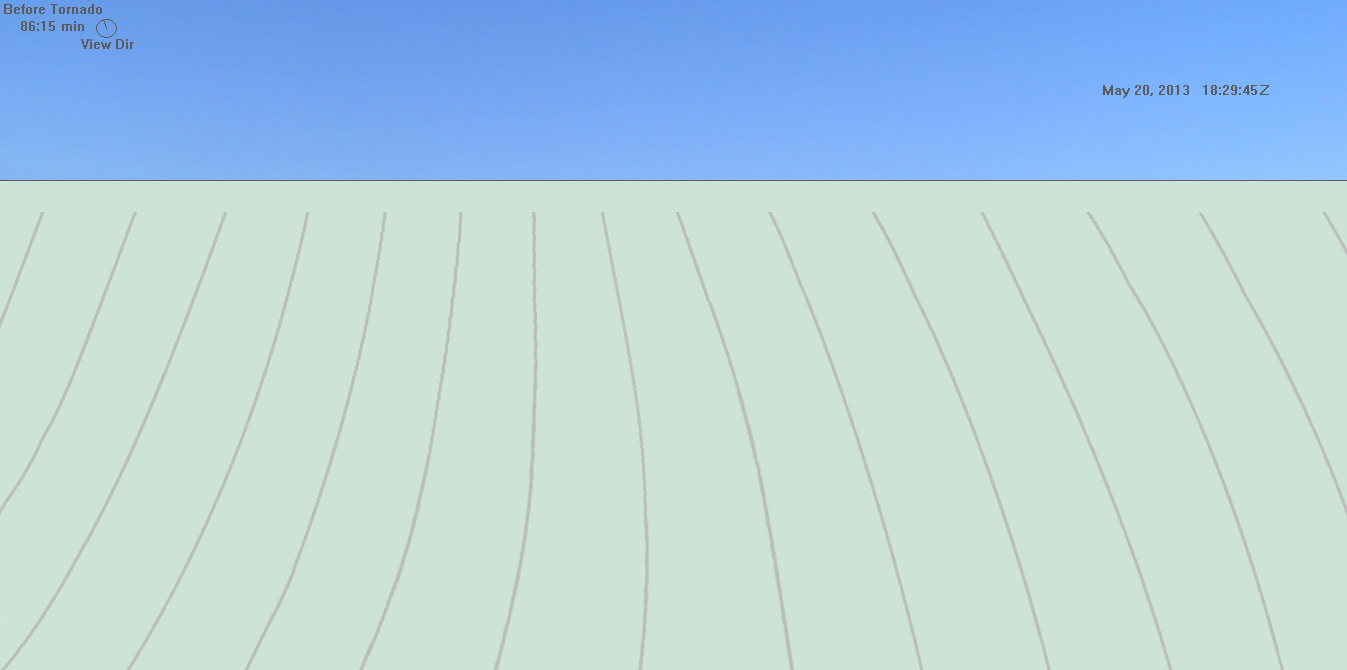 Before Tornado
86:15 min
View Dir
May 20, 2013 18:29:45Z